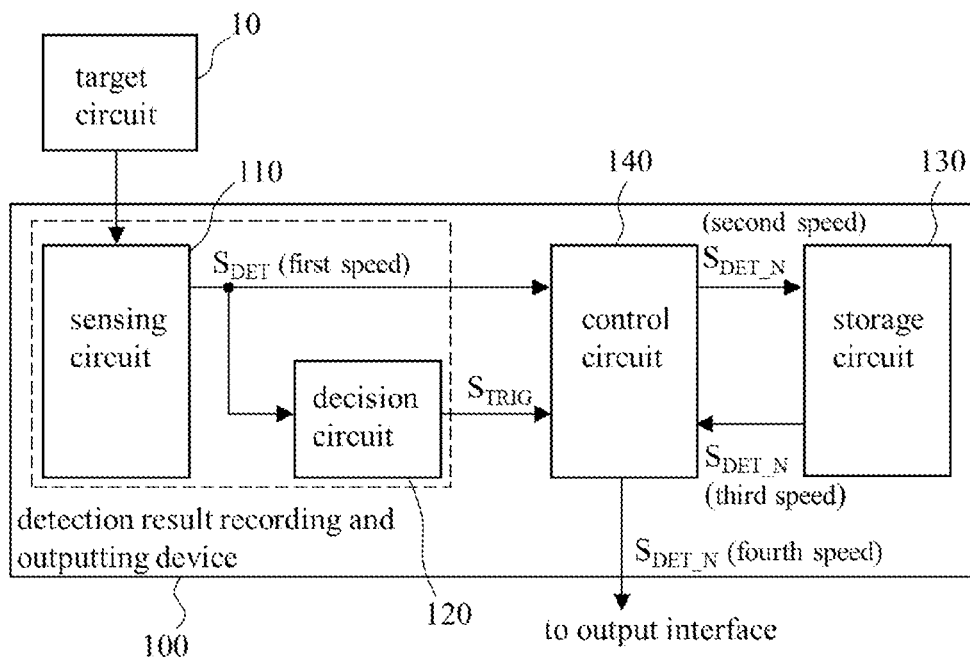 10
target
circuit
110
140
130
(second speed)
S_DET (first speed)
S_DET_N
sensing
circuit
control
circuit
storage
circuit
decision
circuit
S_TRIG
S_DET_N
(third speed)
detection result recording and
outputting device
S_DET_N (fourth speed)
120
100
to output interface